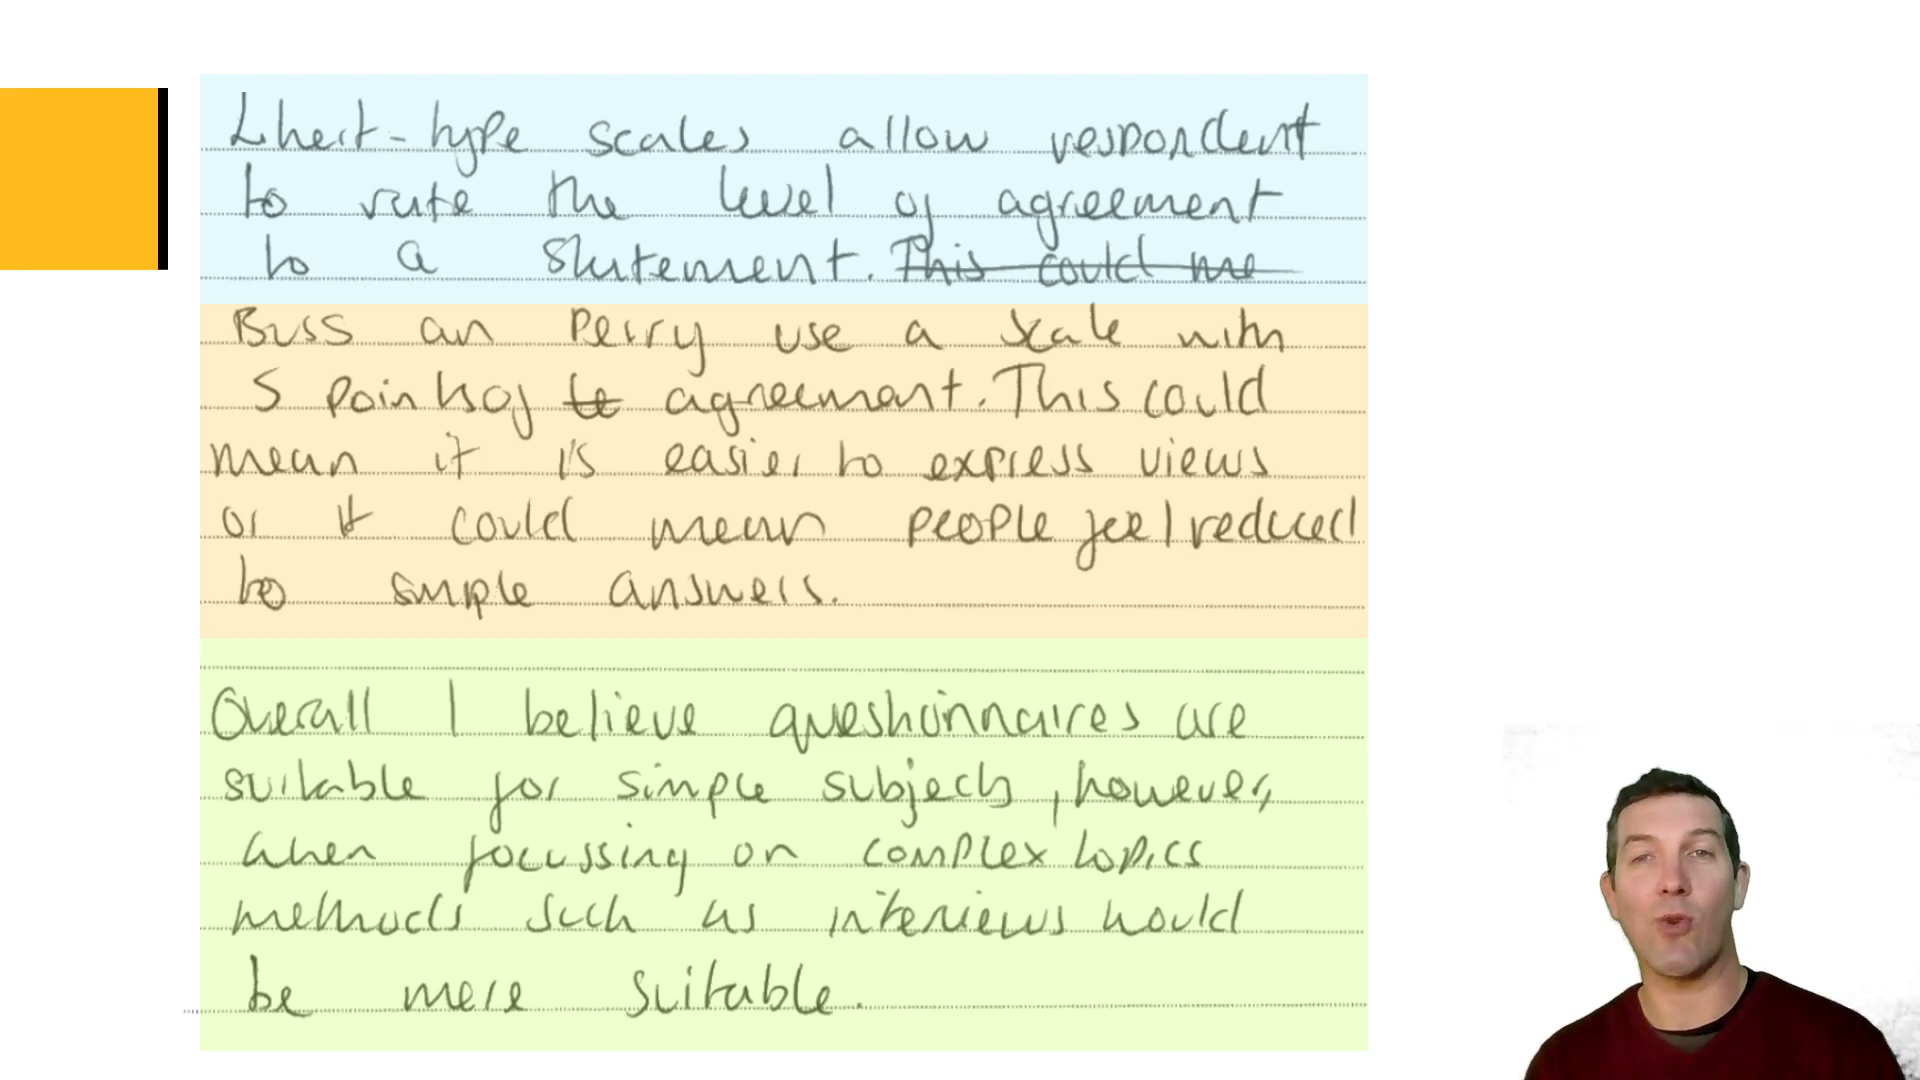 Likert-type scales allow respondent
to rate the level of agreement
to a statement. This could me
Buss an Perry use a scale with
5 points of te agreement. This could
mean it is easier to express views
or it could mean people feel reduced
to simple answers.
Overall I believe questionnaires are
suitable for simple subjects, however,
when focussing on complex topics
methods such as interviews would
be more suitable.